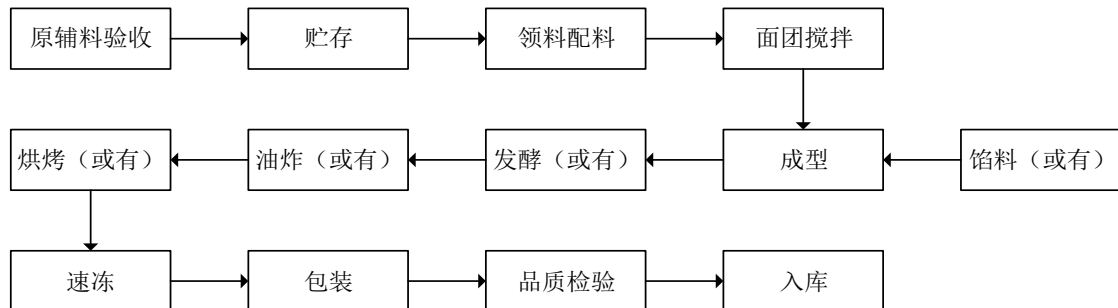 原辅料验收
贮存
领料配料
面团搅拌
烘烤（或有）
油炸（或有）
发酵（或有）
成型
馅料（或有）
速冻
包装
品质检验
入库